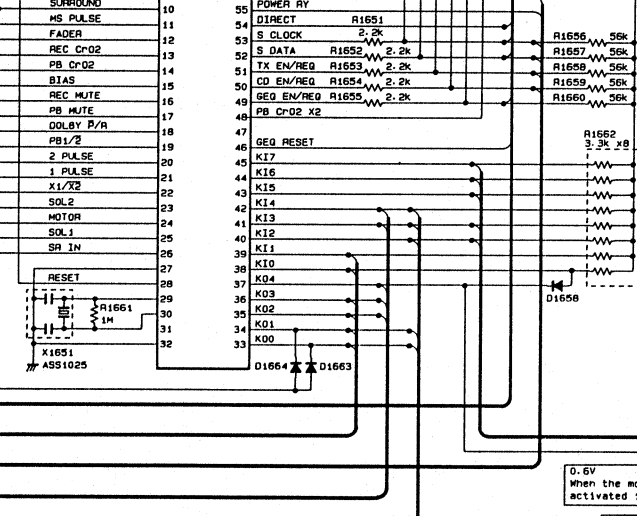 SURROUND
10
MS PULSE
11
FADER
12
REC CrO2
13
PB CrO2
14
BIAS
15
REC MUTE
16
PB MUTE
17
DOLBY P̅/R
18
PB1/2̅
19
2 PULSE
20
1 PULSE
21
X1/X̅2̅
22
SOL2
23
MOTOR
24
SOL1
25
SR IN
26
27
RESET
28
29
30
31
32
R1661
1M
X1651
ASS1025
55 POWER RY
54 DIRECT
53 S CLOCK
52 S DATA
51 TX EN/REQ
50 CD EN/REQ
49 GEQ EN/REQ
48 PB CrO2 X2
46 GEQ RESET
45 KI7
44 KI6
43 KI5
42 KI4
41 KI3
40 KI2
39 KI1
38 KI0
37 KO4
36 KO3
35 KO2
34 KO1
33 KO0
R1651
2.2k
R1652 2.2k
R1653 2.2k
R1654 2.2k
R1655 2.2k
R1656 56k
R1657 56k
R1658 56k
R1659 56k
R1660 56k
R1662
3.3k x8
D1658
D1664
D1663
0.6V
When the mo
activated